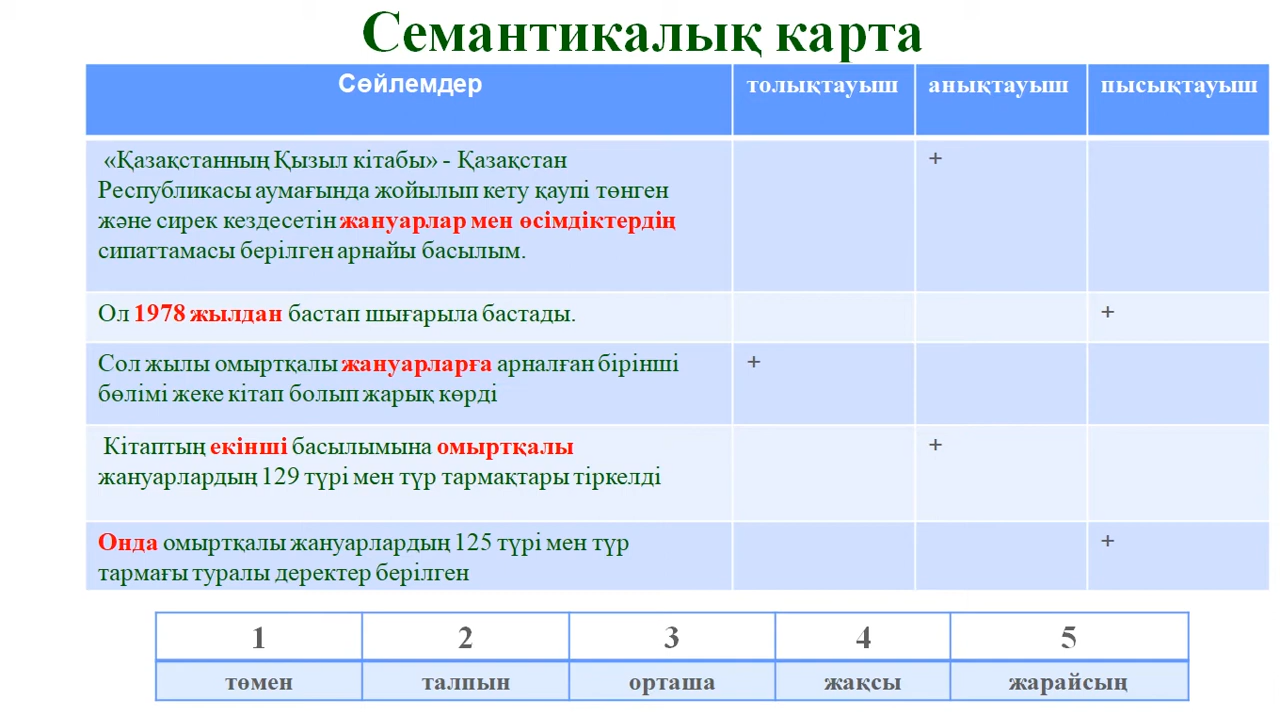 Семантикалық карта
Сөйлемдер толықтауыш анықтауыш пысықтауыш
«Қазақстанның Қызыл кітабы» - Қазақстан +
Республикасы аумағында жойылып кету қаупі төнген
және сирек кездесетін жануарлар мен өсімдіктердің
сипаттамасы берілген арнайы басылым.
Ол 1978 жылдан бастап шығарыла бастады. +
Сол жылы омыртқалы жануарларға арналған бірінші +
бөлімі жеке кітап болып жарық көрді
Кітаптың екінші басылымына омыртқалы +
жануарлардың 129 түрі мен түр тармақтары тіркелді
Онда омыртқалы жануарлардың 125 түрі мен түр +
тармағы туралы деректер берілген
1 2 3 4 5
төмен талпын орташа жақсы жарайсың